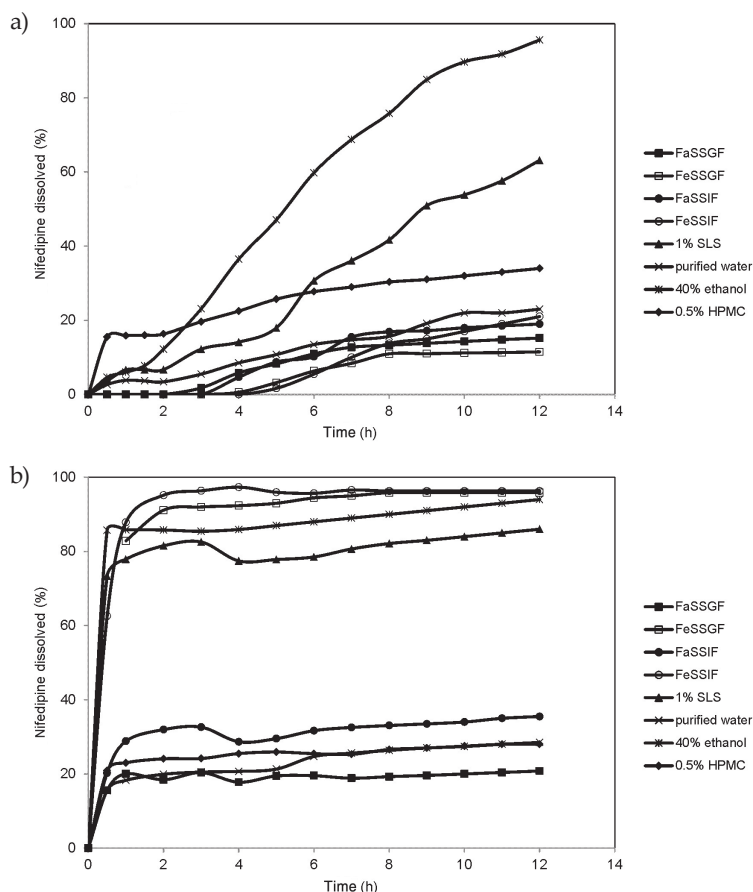 a)
100
80
60
40
20
0
Nifedipine dissolved (%)
0 2 4 6 8 10 12 14
Time (h)
FaSSGF
FeSSGF
FaSSIF
FeSSIF
1% SLS
purified water
40% ethanol
0.5% HPMC
b)
100
80
60
40
20
0
Nifedipine dissolved (%)
0 2 4 6 8 10 12 14
Time (h)
FaSSGF
FeSSGF
FaSSIF
FeSSIF
1% SLS
purified water
40% ethanol
0.5% HPMC